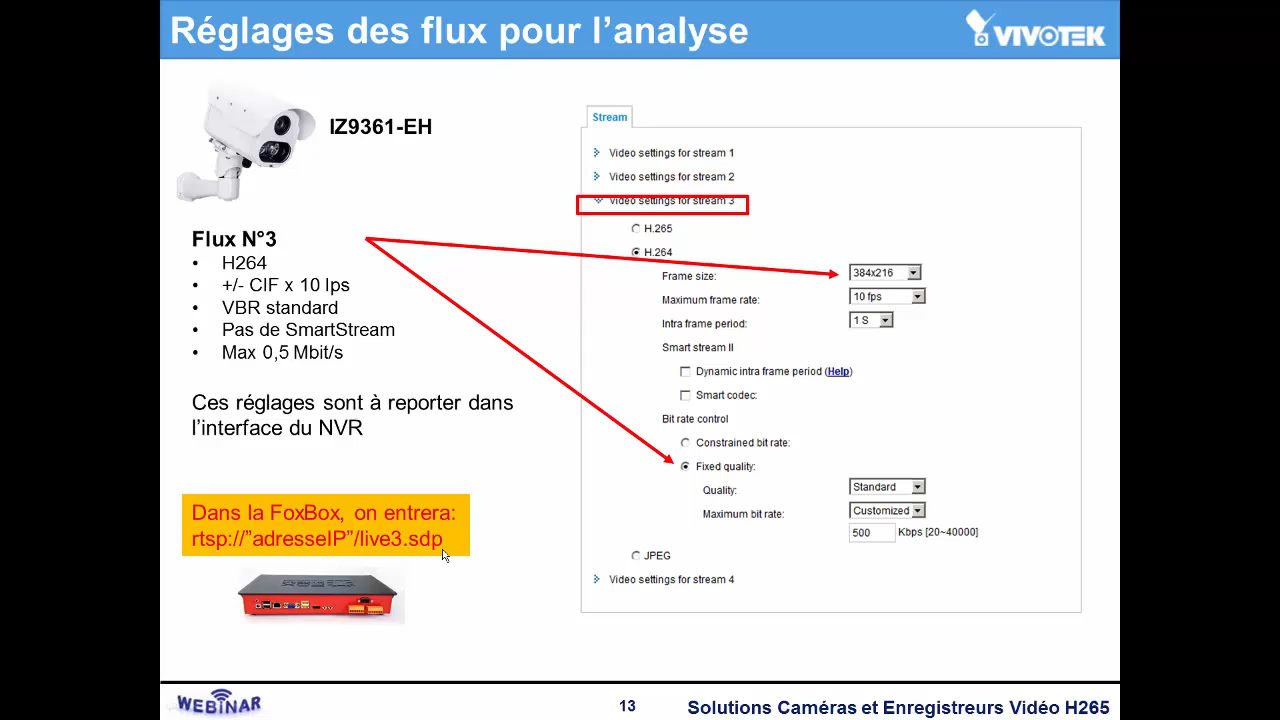 Réglages des flux pour l’analyse
VIVOTEK
IZ9361-EH
Flux N°3
• H264
• +/- CIF x 10 Ips
• VBR standard
• Pas de SmartStream
• Max 0,5 Mbit/s
Ces réglages sont à reporter dans
l’interface du NVR
Dans la FoxBox, on entrera:
rtsp://”adresseIP”/live3.sdp
Stream
Video settings for stream 1
Video settings for stream 2
Video settings for stream 3
H.265
H.264
Frame size: 384x216
Maximum frame rate: 10 fps
Intra frame period: 1 S
Smart stream II
Dynamic intra frame period (Help)
Smart codec:
Bit rate control
Constrained bit rate:
Fixed quality:
Quality: Standard
Maximum bit rate: Customized
500 Kbps [20~40000]
JPEG
Video settings for stream 4
WEBINAR
13
Solutions Caméras et Enregistreurs Vidéo H265